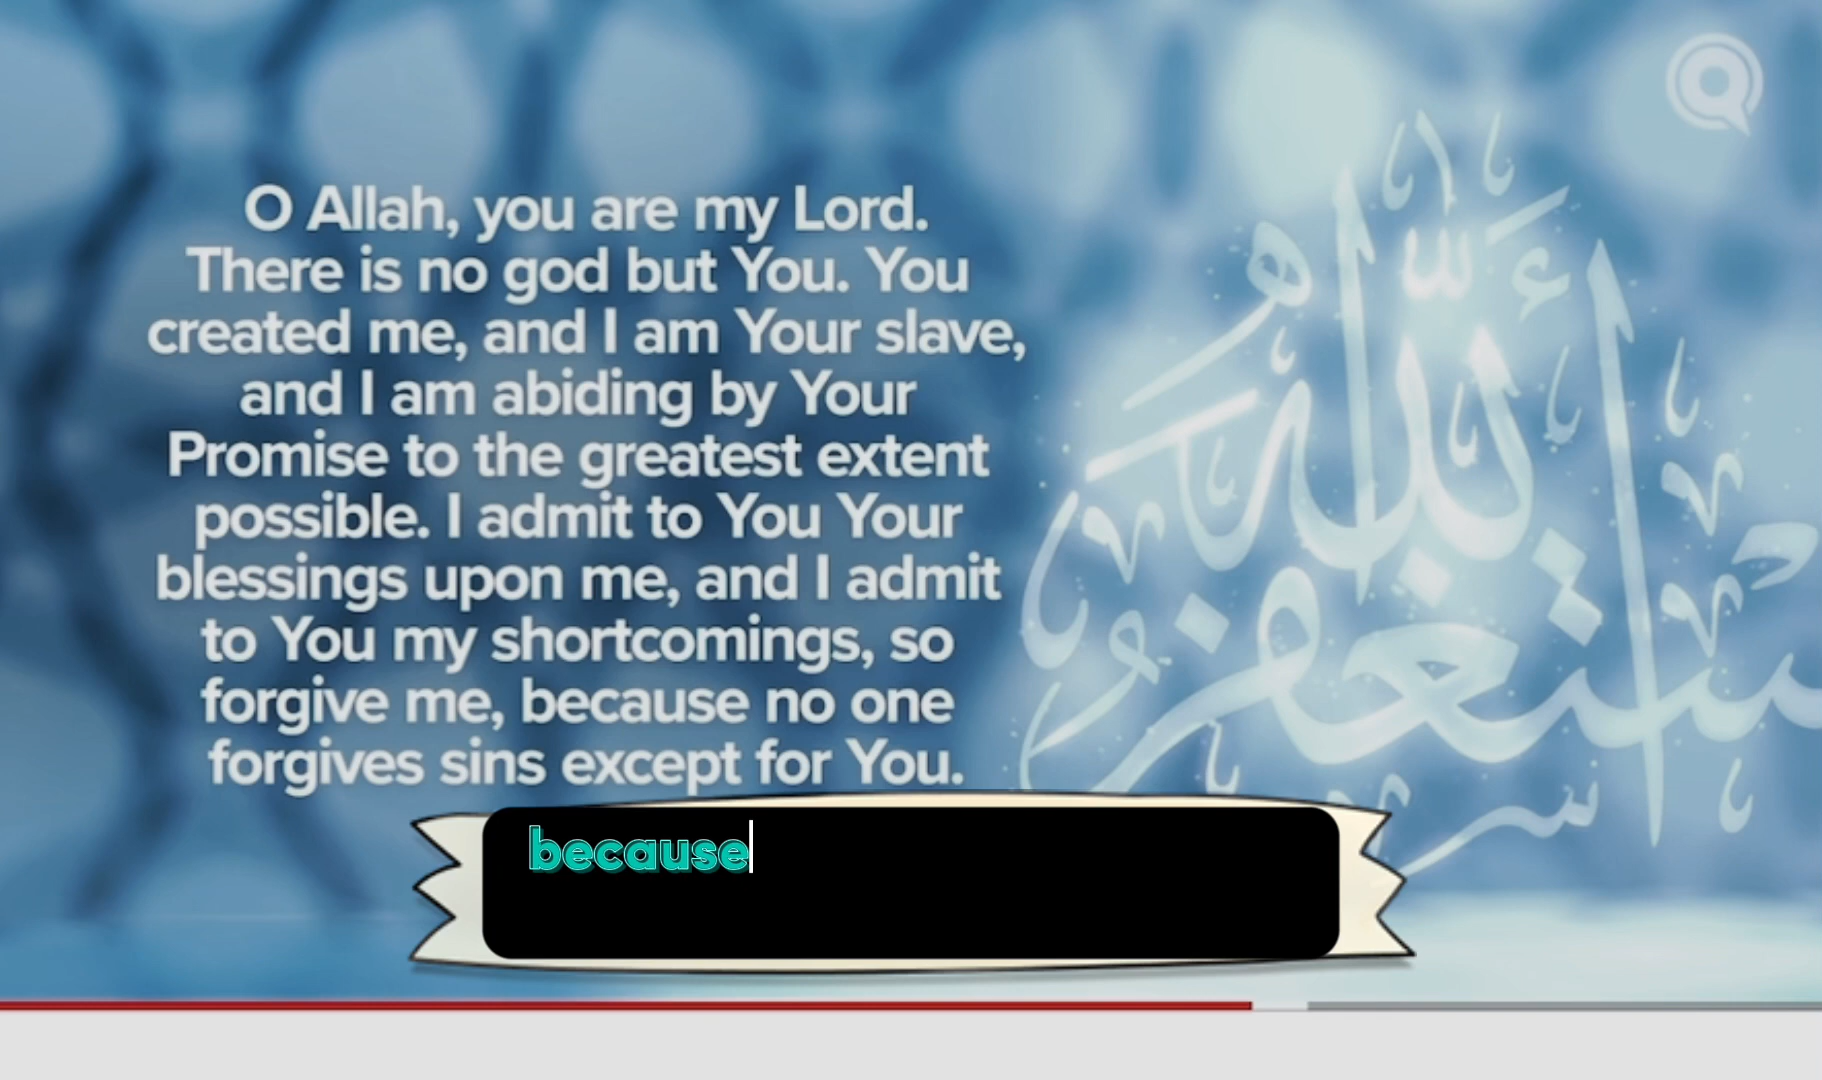 O Allah, you are my Lord.
There is no god but You. You
created me, and I am Your slave,
and I am abiding by Your
Promise to the greatest extent
possible. I admit to You Your
blessings upon me, and I admit
to You my shortcomings, so
forgive me, because no one
forgives sins except for You.
أستغفر الله
because